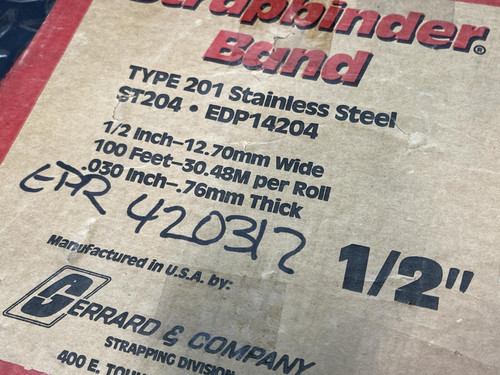 Strapbinder®
Band
TYPE 201 Stainless Steel
ST204 • EDP14204
1/2 Inch–12.70mm Wide
100 Feet–30.48M per Roll
.030 Inch–.76mm Thick
EPR 420312
Manufactured in U.S.A. by:
1/2"
GERRARD & COMPANY
STRAPPING DIVISION
400 E.